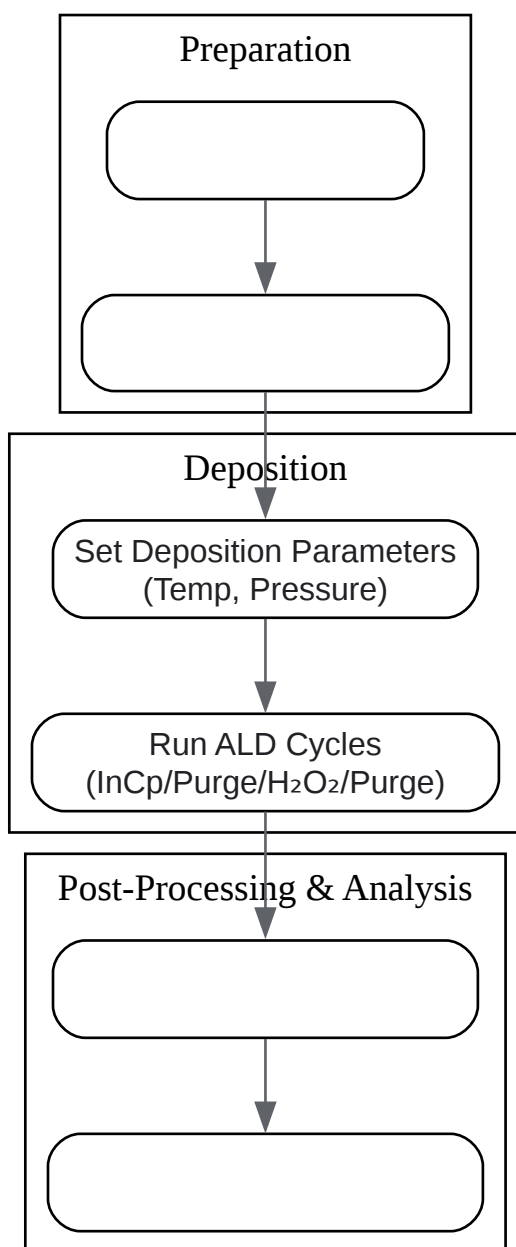 Preparation
Deposition
Set Deposition Parameters
(Temp, Pressure)
Run ALD Cycles
(InCp/Purge/H₂O₂/Purge)
Post-Processing & Analysis